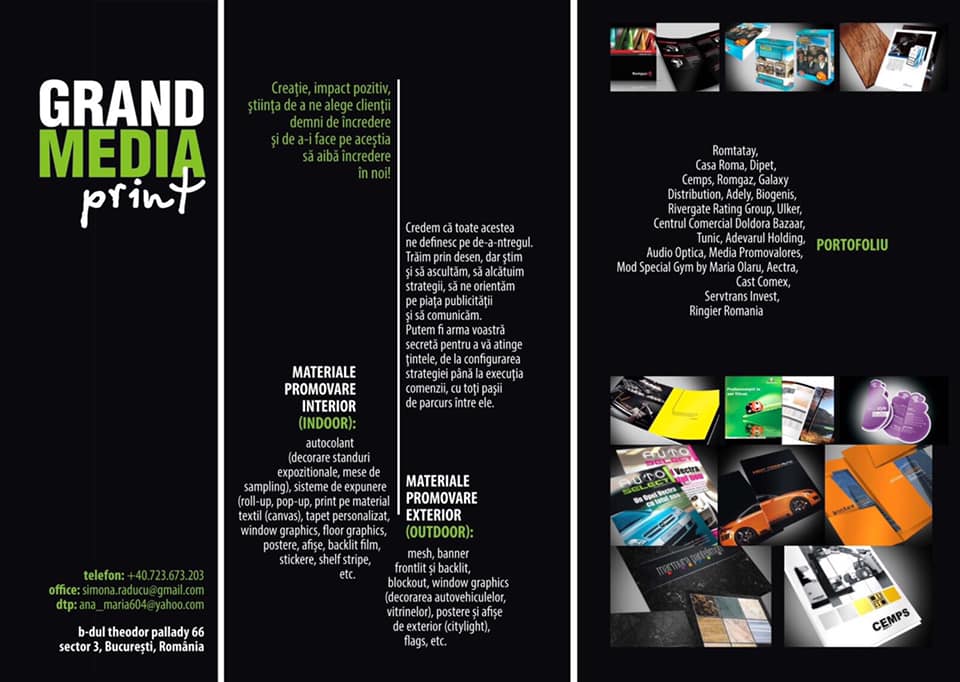 GRAND
MEDIA
print
telefon: +40.723.673.203
office: simona.raducu@gmail.com
dtp: ana_maria604@yahoo.com
b-dul theodor pallady 66
sector 3, București, România
Creație, impact pozitiv,
știința de a ne alege clienții
demni de încredere
și de a-i face pe aceștia
să aibă încredere
în noi!
Credem că toate acestea
ne definesc pe de-a-ntregul.
Trăim prin desen, dar știm
și să ascultăm, să alcătuim
strategii, să ne orientăm
pe piața publicității
și să comunicăm.
Putem fi arma voastră
secretă pentru a vă atinge
țintele, de la configurarea
strategiei până la execuția
comenzii, cu toți pașii
de parcurs între ele.
MATERIALE
PROMOVARE
INTERIOR
(INDOOR):
autocolant
(decorare standuri
expoziționale, mese de
sampling), sisteme de expunere
(roll-up, pop-up, print pe material
textil (canvas), tapet personalizat,
window graphics, floor graphics,
postere, afișe, backlit film,
stickere, shelf stripe,
etc.
MATERIALE
PROMOVARE
EXTERIOR
(OUTDOOR):
mesh, banner
frontlit și backlit,
blockout, window graphics
(decorarea autovehiculelor,
vitrinelor), postere și afișe
de exterior (citylight),
flags, etc.
Romtatay,
Casa Roma, Dipet,
Cemps, Romgaz, Galaxy
Distribution, Adely, Biogenis,
Rivergate Rating Group, Ulker,
Centrul Comercial Doldora Bazaar,
Tunic, Adevarul Holding,
Audio Optica, Media Promovalores,
Mod Special Gym by Maria Olaru, Aectra,
Cast Comex,
Servtrans Invest,
Ringier Romania
PORTOFOLIU
AUTO
SELECT
Vectra
Un Opel Vectra
cu totul nou
CEMPS